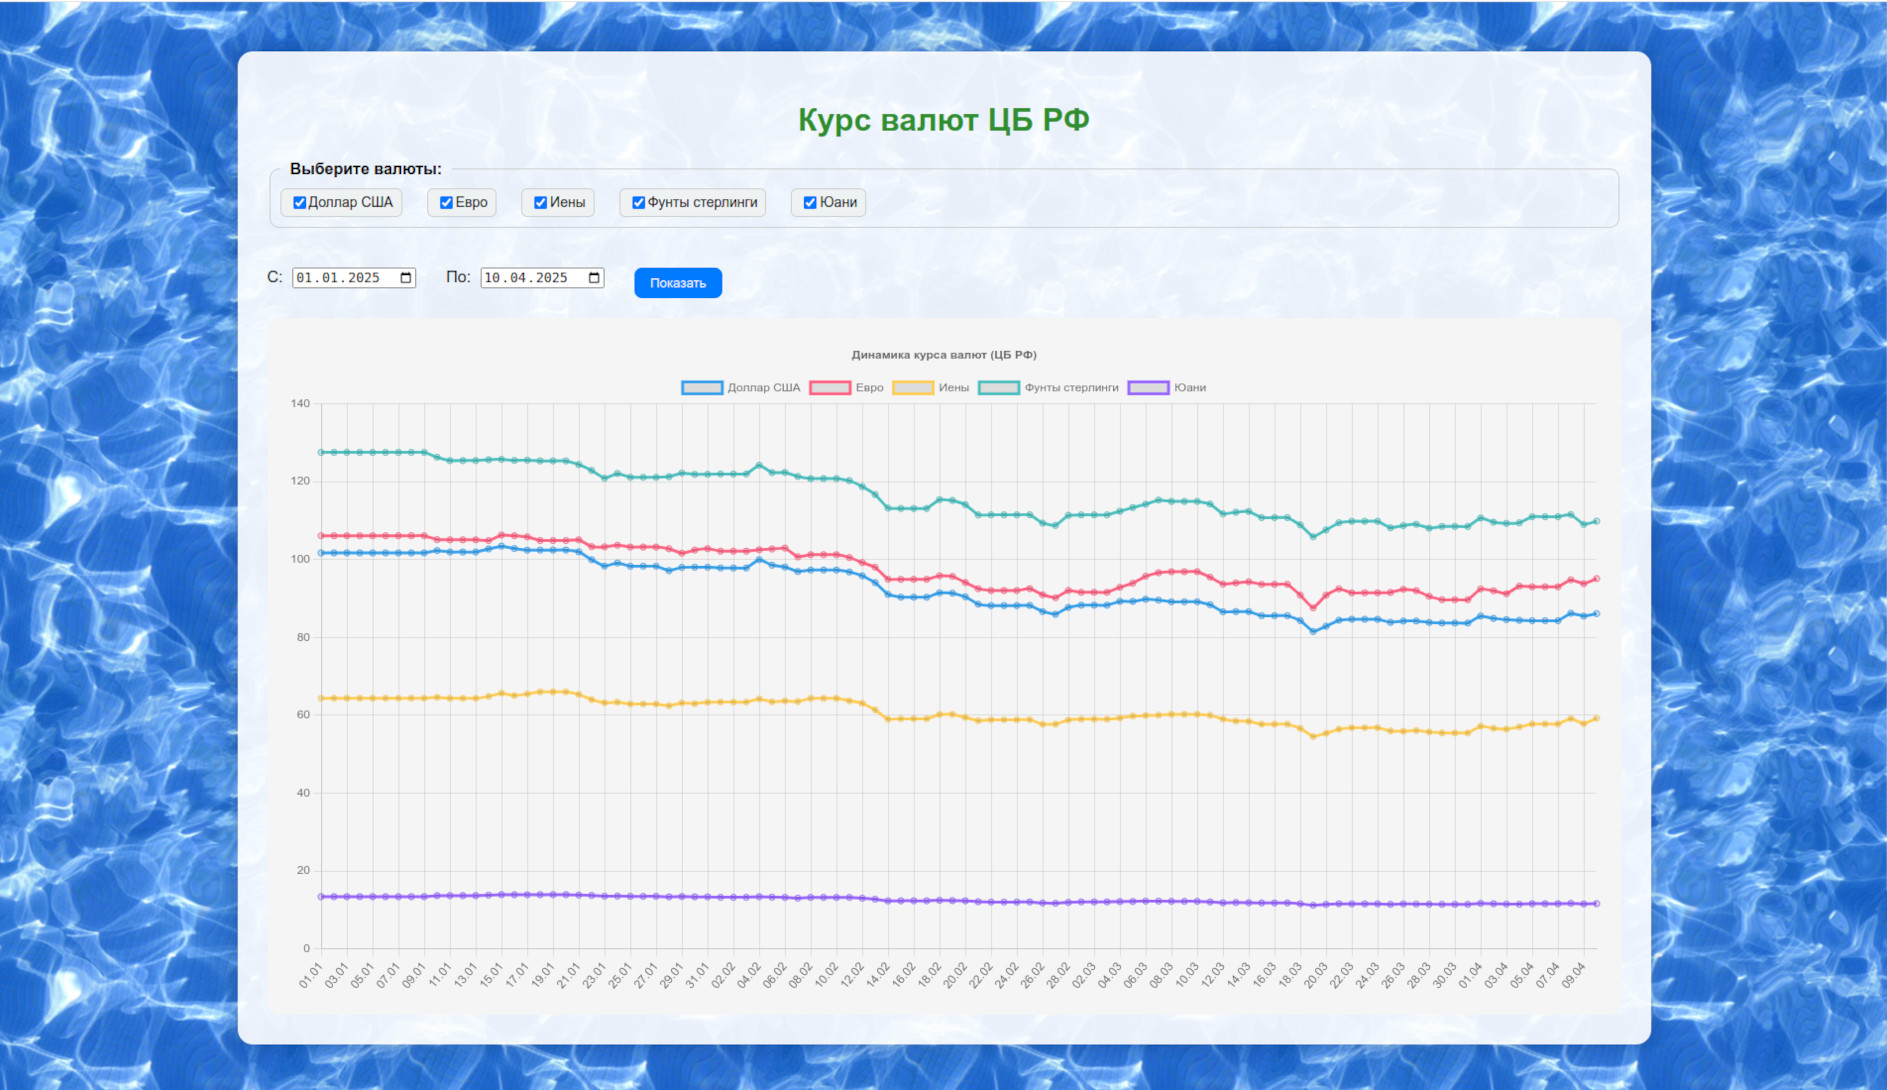 Курс валют ЦБ РФ
Выберите валюты:
Доллар США Евро Иены Фунты стерлинги Юани
С: 01.01.2025 По: 10.04.2025 Показать
Динамика курса валют (ЦБ РФ)
Доллар США Евро Иены Фунты стерлинги Юани
140
120
100
80
60
40
20
0
01.01 03.01 05.01 07.01 09.01 11.01 13.01 15.01 17.01 19.01 21.01 23.01 25.01 27.01 29.01 31.01 02.02 04.02 06.02 08.02 10.02 12.02 14.02 16.02 18.02 20.02 22.02 24.02 26.02 28.02 02.03 04.03 06.03 08.03 10.03 12.03 14.03 16.03 18.03 20.03 22.03 24.03 26.03 28.03 30.03 01.04 03.04 05.04 07.04 09.04